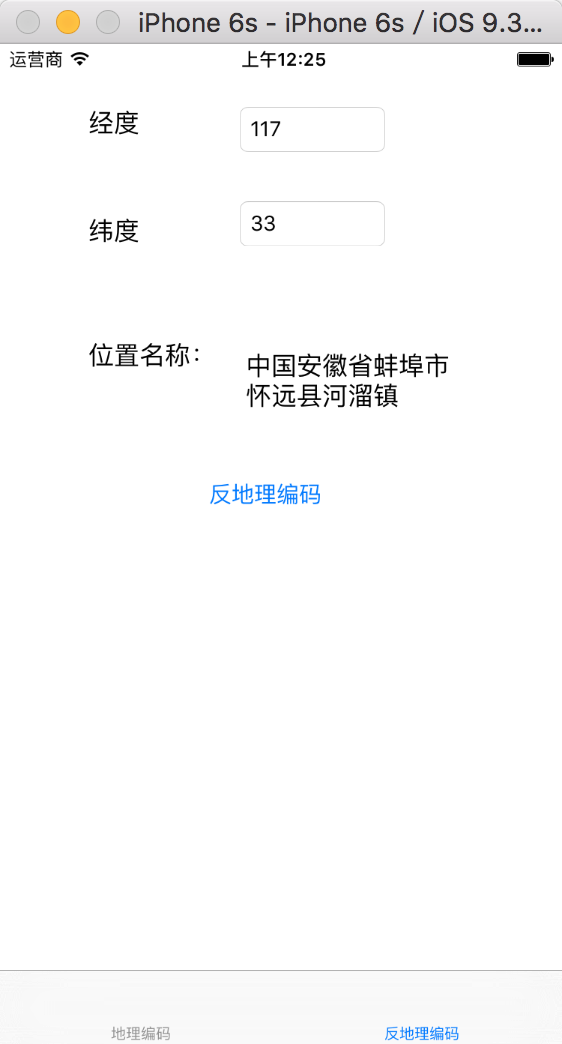 iPhone 6s - iPhone 6s / iOS 9.3...
运营商 上午12:25
经度 117
纬度 33
位置名称：
中国安徽省蚌埠市
怀远县河溜镇
反地理编码
地理编码 反地理编码